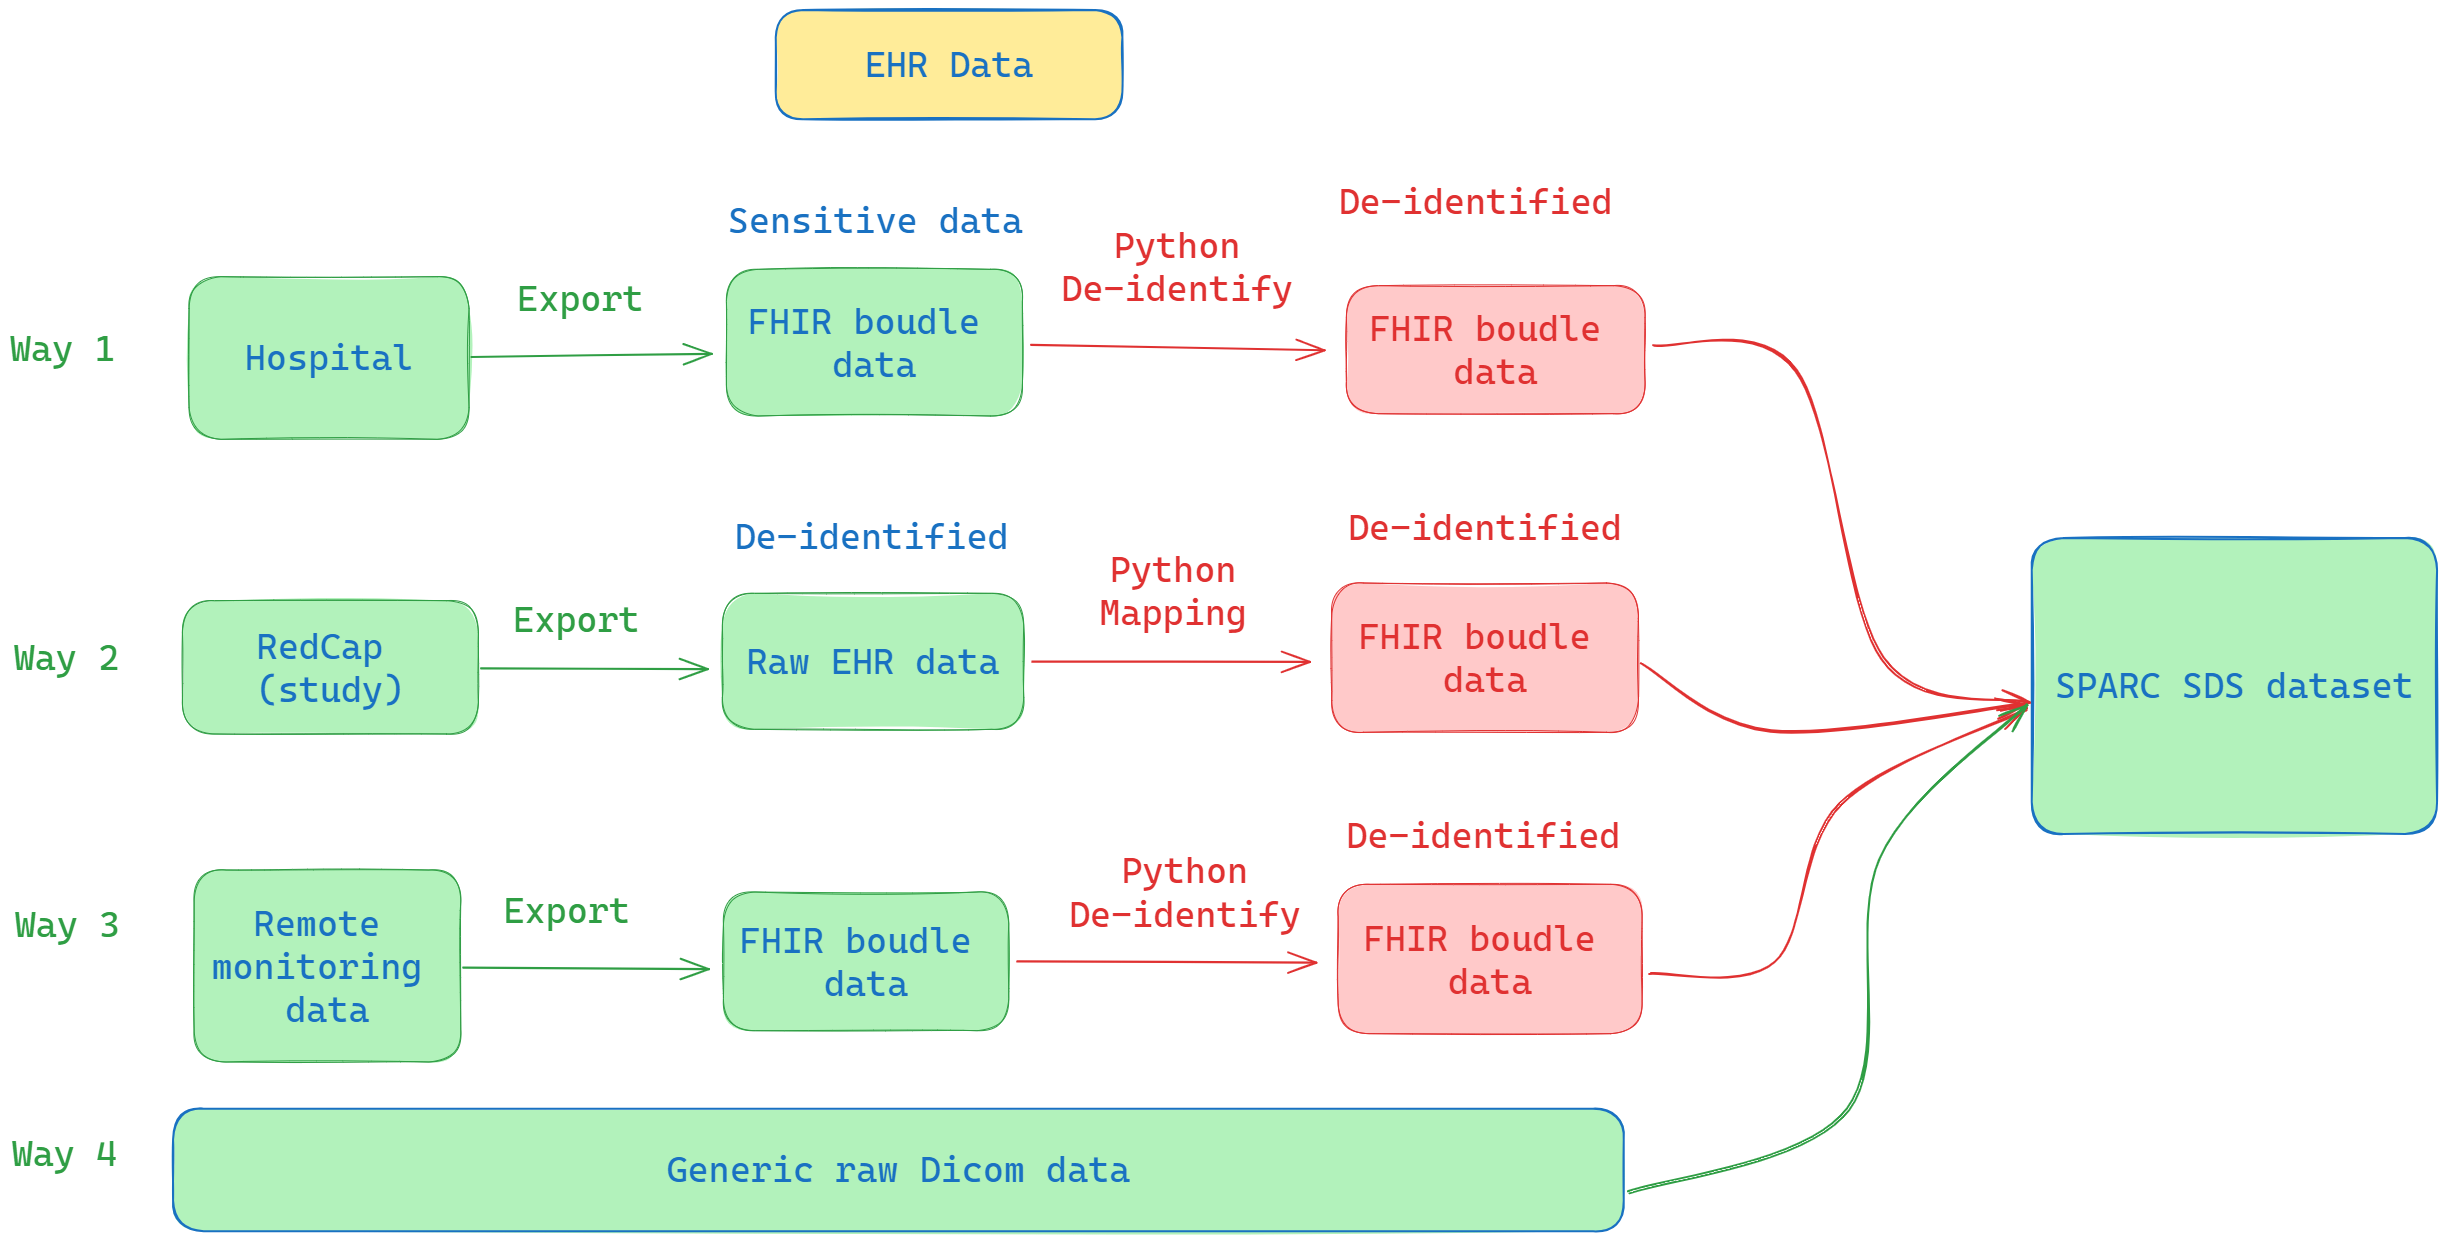 EHR Data
De-identified
Sensitive data
Python
De-identify
Export
Way 1
Hospital
FHIR boudle
data
FHIR boudle
data
De-identified
De-identified
Python
Mapping
Export
Way 2
RedCap
(study)
Raw EHR data
FHIR boudle
data
SPARC SDS dataset
De-identified
Python
De-identify
Export
Way 3
Remote
monitoring
data
FHIR boudle
data
FHIR boudle
data
Way 4
Generic raw Dicom data